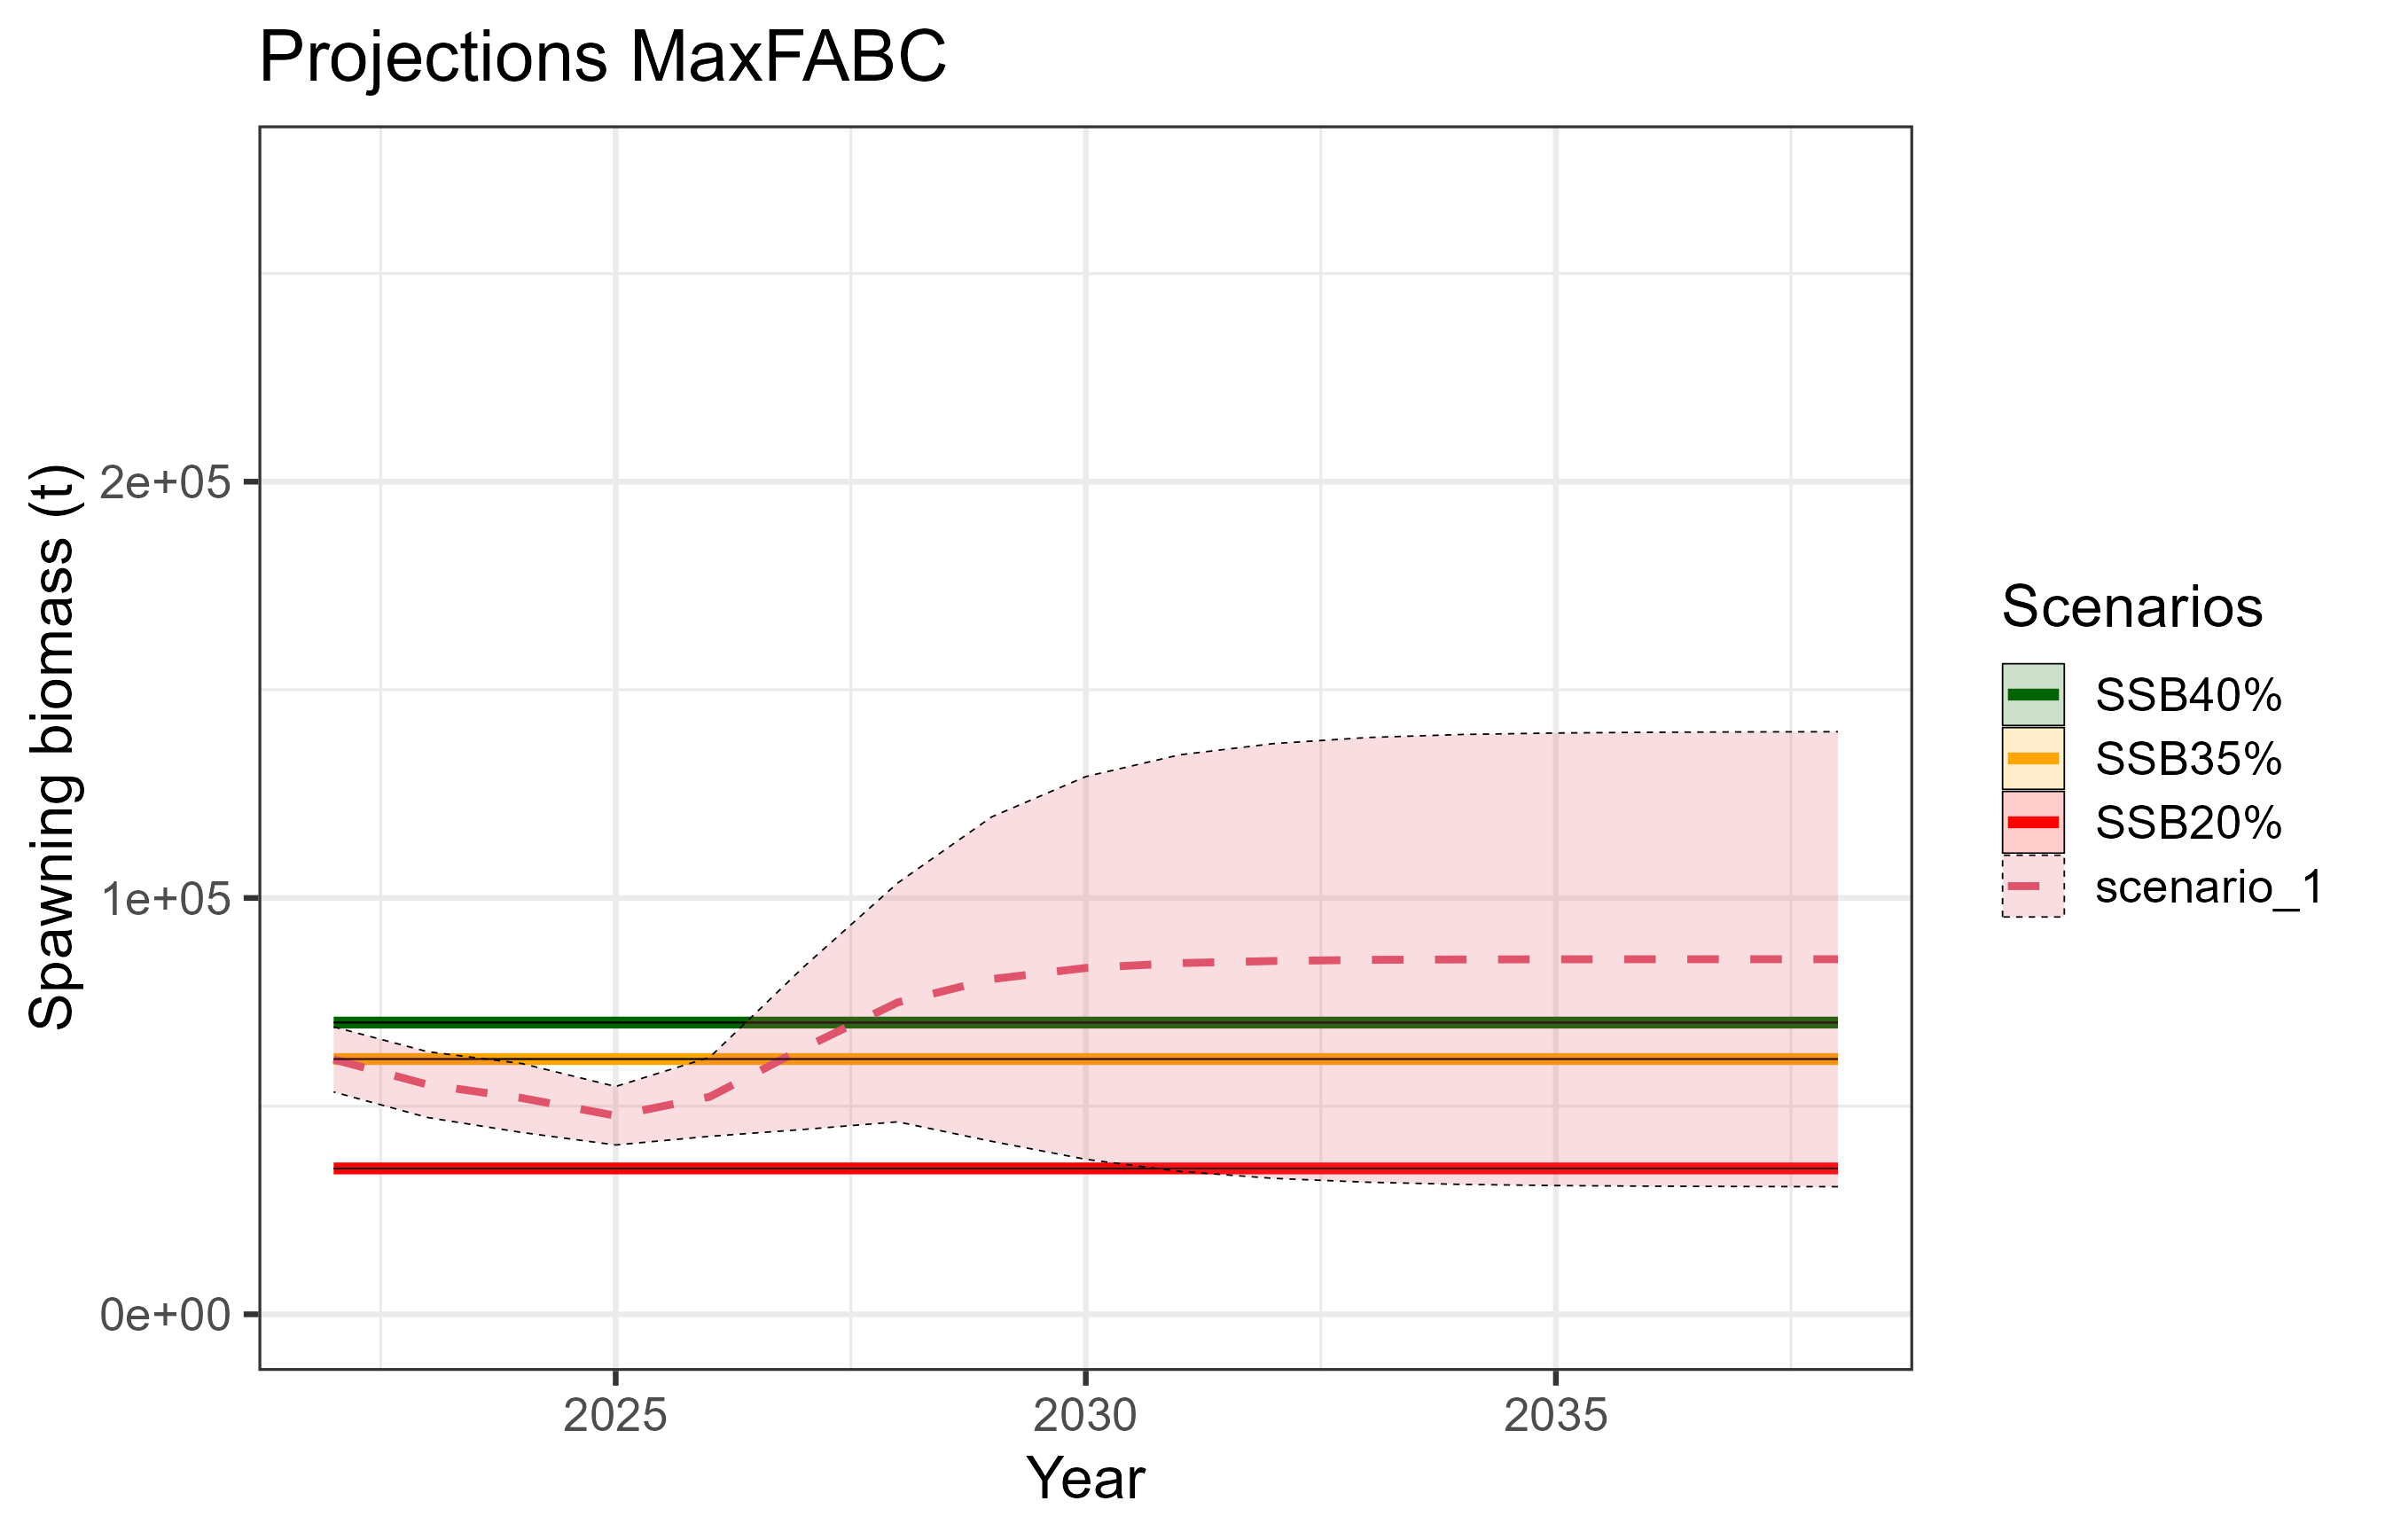 Projections MaxFABC
Spawning biomass (t)
2e+05
1e+05
0e+00
2025
2030
2035
Year
Scenarios
SSB40%
SSB35%
SSB20%
scenario_1